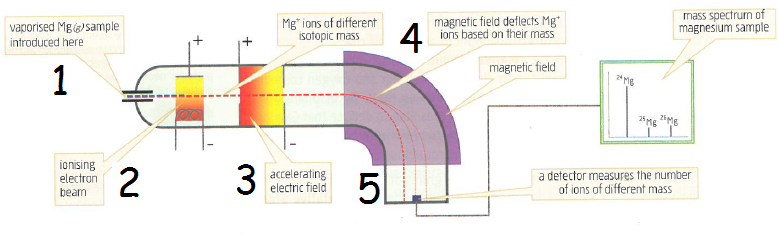 vaporised Mg(g) sample
introduced here
1
+
+
Mg⁺ ions of different
isotopic mass
magnetic field deflects Mg⁺
ions based on their mass
4
magnetic field
mass spectrum of
magnesium sample
²⁴Mg
²⁵Mg ²⁶Mg
ionising
electron
beam
2
-
3
-
accelerating
electric field
5
a detector measures the number
of ions of different mass